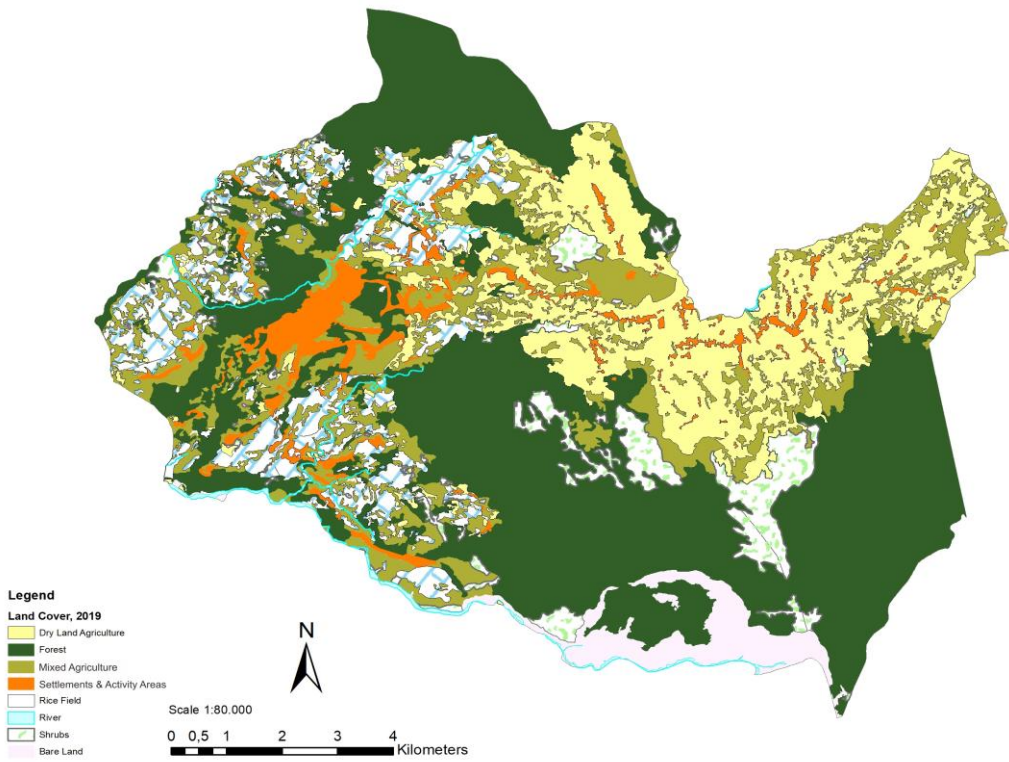 Legend
Land Cover, 2019
Dry Land Agriculture
Forest
Mixed Agriculture
Settlements & Activity Areas
Rice Field
River
Shrubs
Bare Land
N
Scale 1:80.000
0 0,5 1 2 3 4
Kilometers